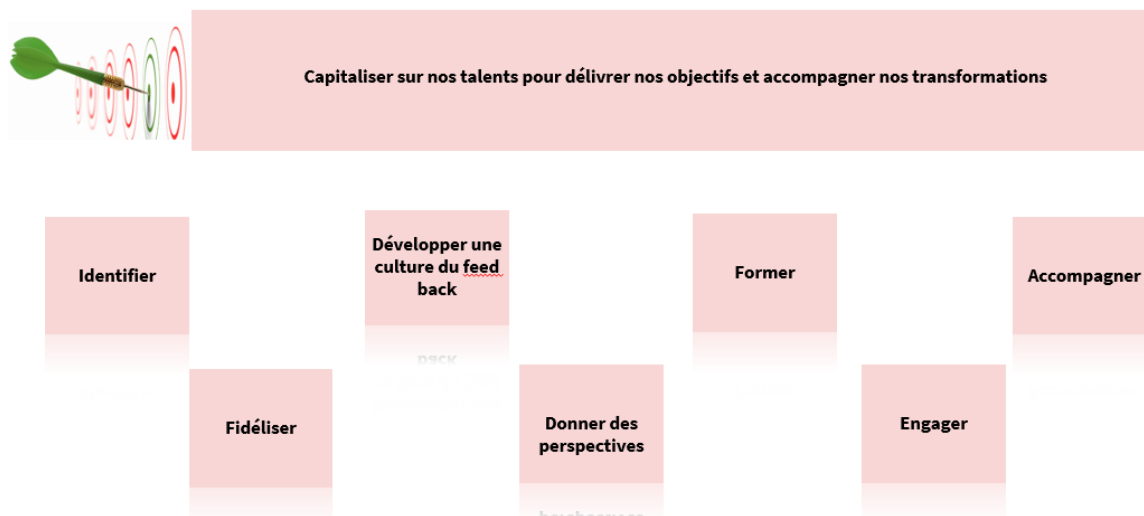 Capitaliser sur nos talents pour délivrer nos objectifs et accompagner nos transformations
Identifier
Fidéliser
Développer une
culture du feed
back
Donner des
perspectives
Former
Engager
Accompagner